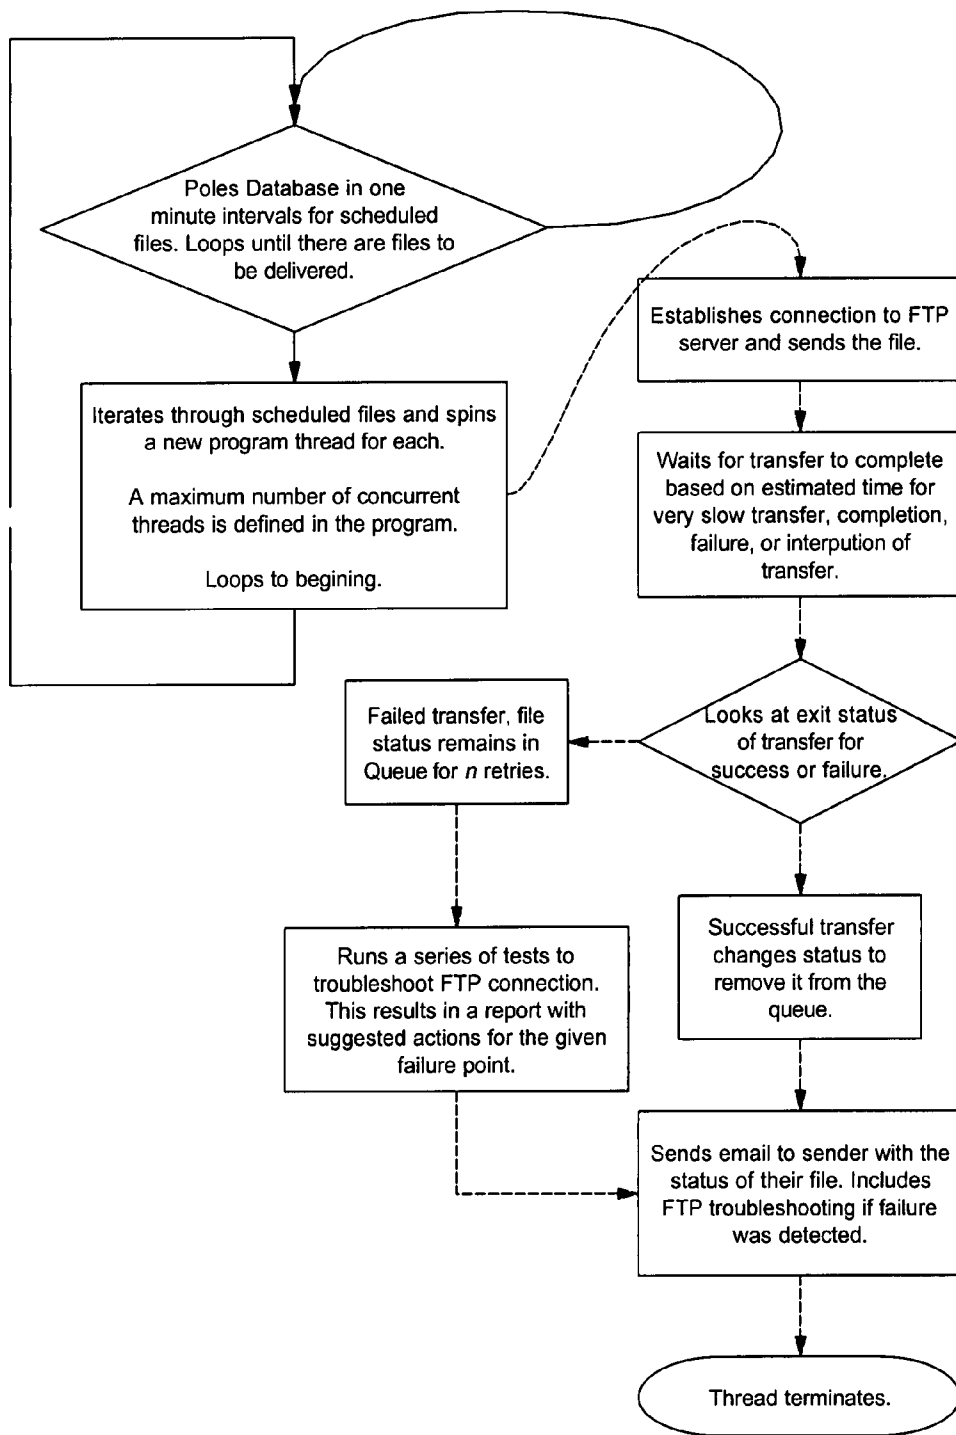 Poles Database in one
minute intervals for scheduled
files. Loops until there are files to
be delivered.
Iterates through scheduled files and spins
a new program thread for each.
A maximum number of concurrent
threads is defined in the program.
Loops to begining.
Establishes connection to FTP
server and sends the file.
Waits for transfer to complete
based on estimated time for
very slow transfer, completion,
failure, or interpution of
transfer.
Looks at exit status
of transfer for
success or failure.
Failed transfer, file
status remains in
Queue for n retries.
Runs a series of tests to
troubleshoot FTP connection.
This results in a report with
suggested actions for the given
failure point.
Successful transfer
changes status to
remove it from the
queue.
Sends email to sender with the
status of their file. Includes
FTP troubleshooting if failure
was detected.
Thread terminates.